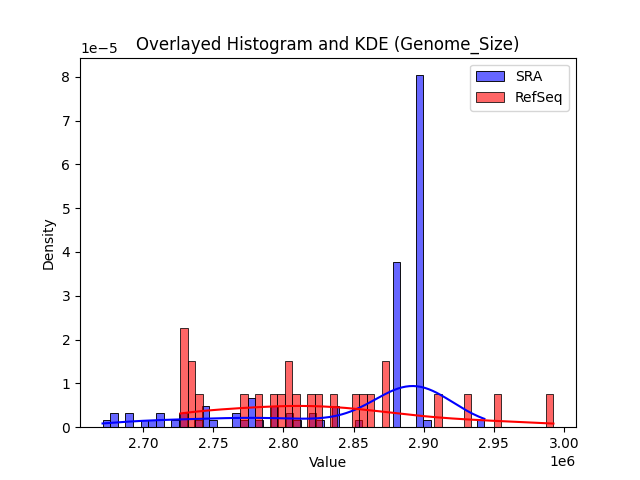 Overlayed Histogram and KDE (Genome_Size)
1e−5
SRA
RefSeq
8
7
6
5
4
3
2
1
0
Density
2.70
2.75
2.80
2.85
2.90
2.95
3.00
Value
1e6